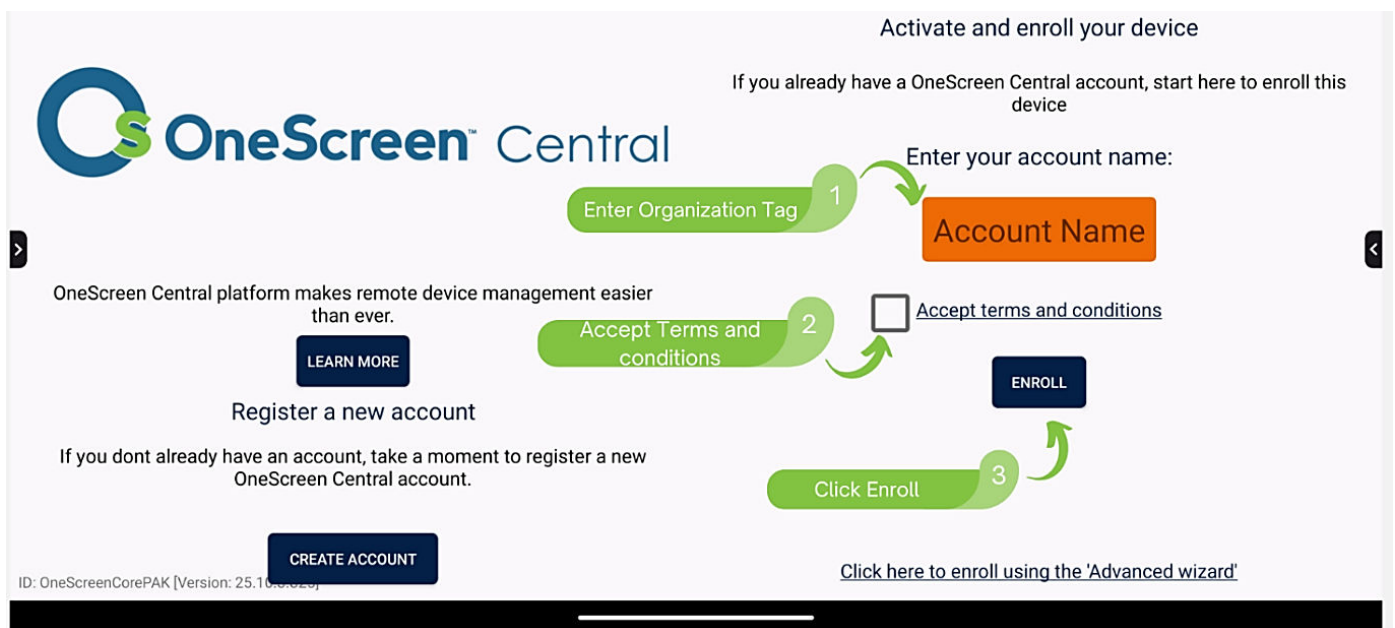 OS OneScreen™ Central
OneScreen Central platform makes remote device management easier
than ever.
LEARN MORE
Register a new account
If you dont already have an account, take a moment to register a new
OneScreen Central account.
CREATE ACCOUNT
ID: OneScreenCorePAK [Version: 25.10
Activate and enroll your device
If you already have a OneScreen Central account, start here to enroll this
device
Enter your account name:
Enter Organization Tag 1
Account Name
Accept Terms and 2
conditions
Accept terms and conditions
ENROLL
Click Enroll 3
Click here to enroll using the 'Advanced wizard'